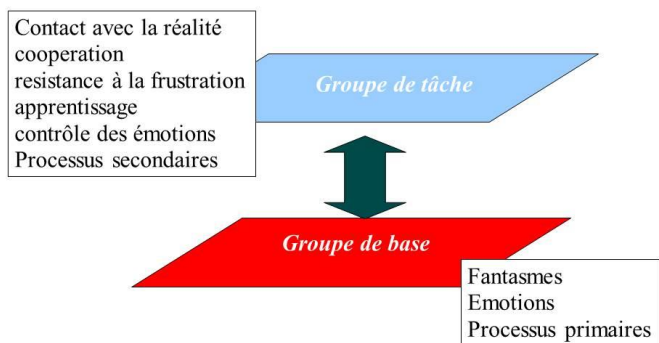 Contact avec la réalité
cooperation
resistance à la frustration
apprentissage
contrôle des émotions
Processus secondaires
Groupe de tâche
Groupe de base
Fantasmes
Emotions
Processus primaires